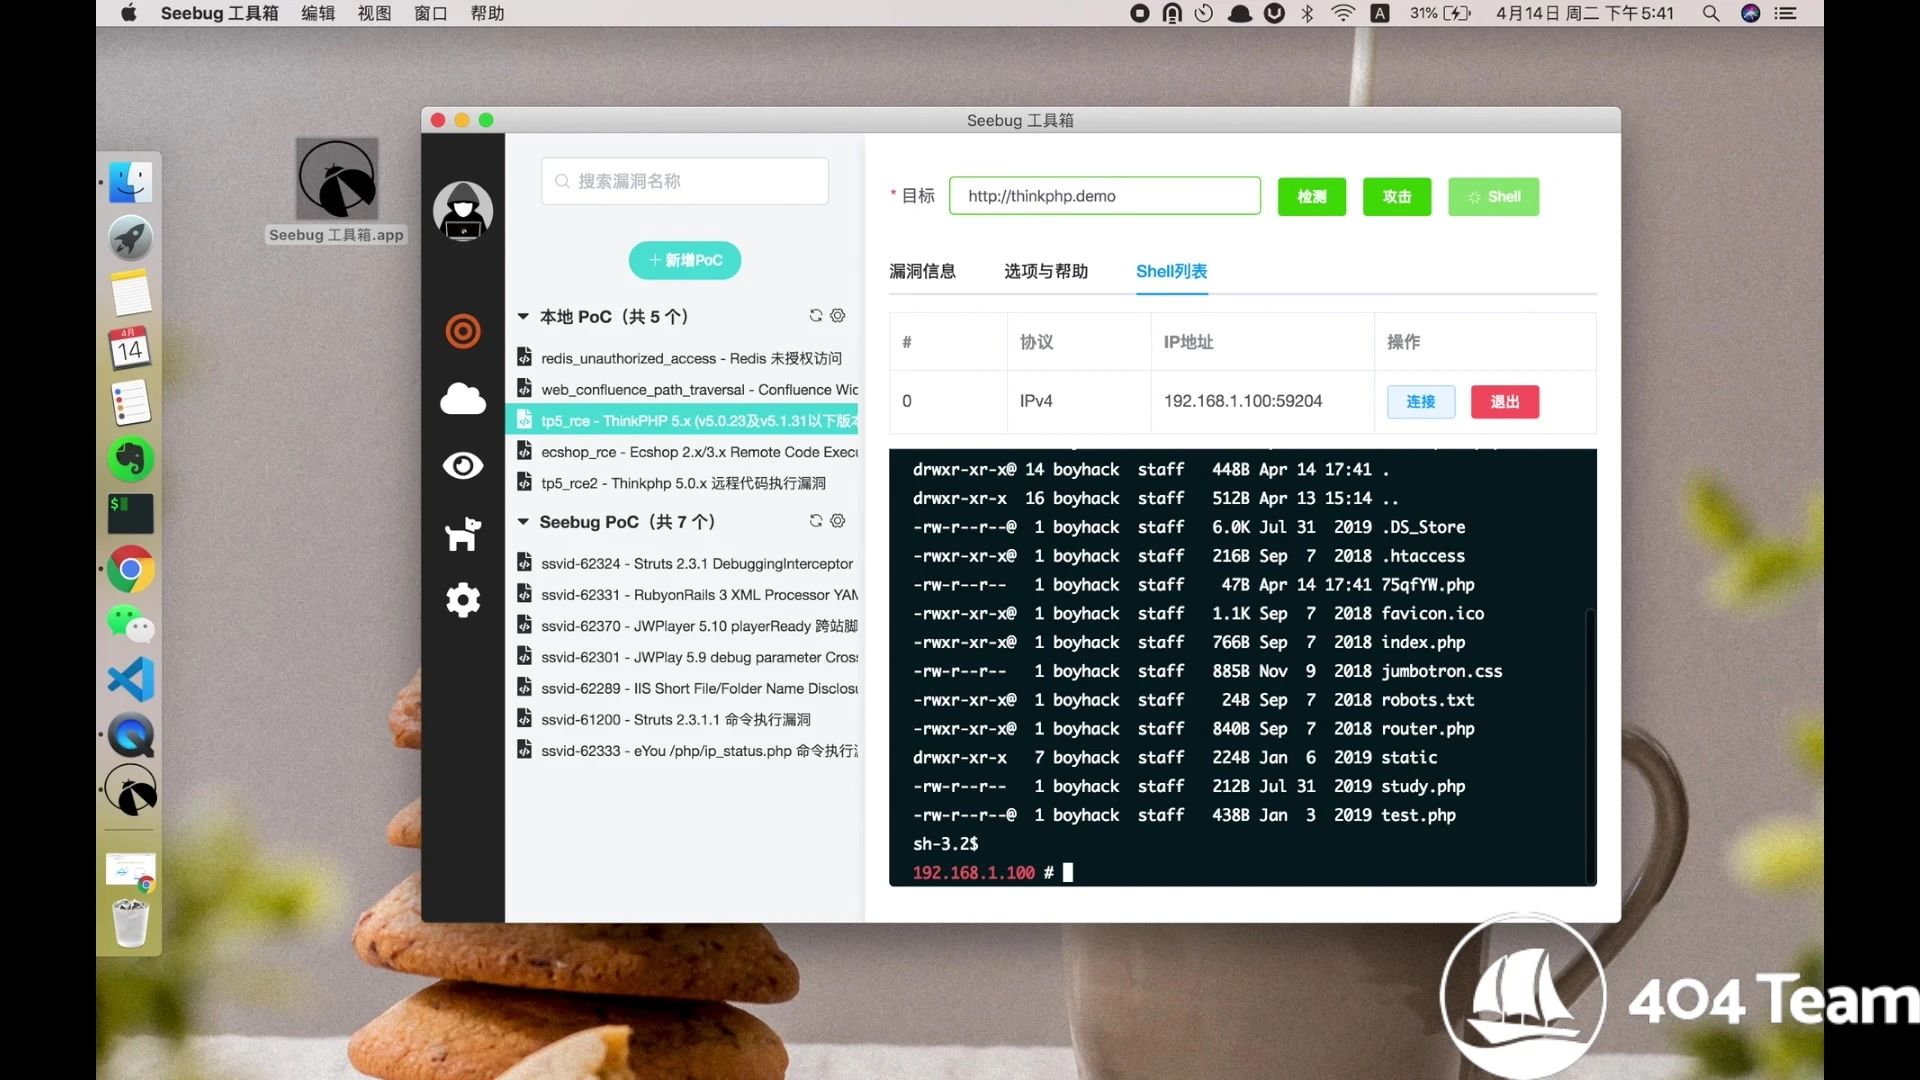 Seebug 工具箱 编辑 视图 窗口 帮助
A 31% 4月14日 周二 下午5:41
Seebug 工具箱
Seebug 工具箱.app
4月
14
$
搜索漏洞名称
+ 新增PoC
本地 PoC（共 5 个）
redis_unauthorized_access - Redis 未授权访问
web_confluence_path_traversal - Confluence Wid
tp5_rce - ThinkPHP 5.x (v5.0.23及v5.1.31以下版本
ecshop_rce - Ecshop 2.x/3.x Remote Code Execu
tp5_rce2 - Thinkphp 5.0.x 远程代码执行漏洞
Seebug PoC（共 7 个）
ssvid-62324 - Struts 2.3.1 DebuggingInterceptor
ssvid-62331 - RubyonRails 3 XML Processor YAM
ssvid-62370 - JWPlayer 5.10 playerReady 跨站脚
ssvid-62301 - JWPlay 5.9 debug parameter Cross
ssvid-62289 - IIS Short File/Folder Name Disclosu
ssvid-61200 - Struts 2.3.1.1 命令执行漏洞
ssvid-62333 - eYou /php/ip_status.php 命令执行
* 目标 http://thinkphp.demo 检测 攻击 Shell
漏洞信息 选项与帮助 Shell列表
# 协议 IP地址 操作
0 IPv4 192.168.1.100:59204 连接 退出
drwxr-xr-x@ 14 boyhack staff 448B Apr 14 17:41 .
drwxr-xr-x 16 boyhack staff 512B Apr 13 15:14 ..
-rw-r--r--@ 1 boyhack staff 6.0K Jul 31 2019 .DS_Store
-rwxr-xr-x@ 1 boyhack staff 216B Sep 7 2018 .htaccess
-rw-r--r-- 1 boyhack staff 47B Apr 14 17:41 75qfYW.php
-rwxr-xr-x@ 1 boyhack staff 1.1K Sep 7 2018 favicon.ico
-rwxr-xr-x@ 1 boyhack staff 766B Sep 7 2018 index.php
-rw-r--r-- 1 boyhack staff 885B Nov 9 2018 jumbotron.css
-rwxr-xr-x@ 1 boyhack staff 24B Sep 7 2018 robots.txt
-rwxr-xr-x@ 1 boyhack staff 840B Sep 7 2018 router.php
drwxr-xr-x 7 boyhack staff 224B Jan 6 2019 static
-rw-r--r-- 1 boyhack staff 212B Jul 31 2019 study.php
-rw-r--r--@ 1 boyhack staff 438B Jan 3 2019 test.php
sh-3.2$
192.168.1.100 #
404 Team